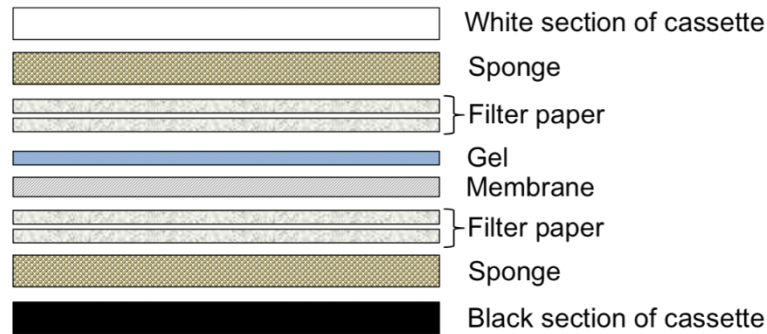 White section of cassette
Sponge
Filter paper
Gel
Membrane
Filter paper
Sponge
Black section of cassette